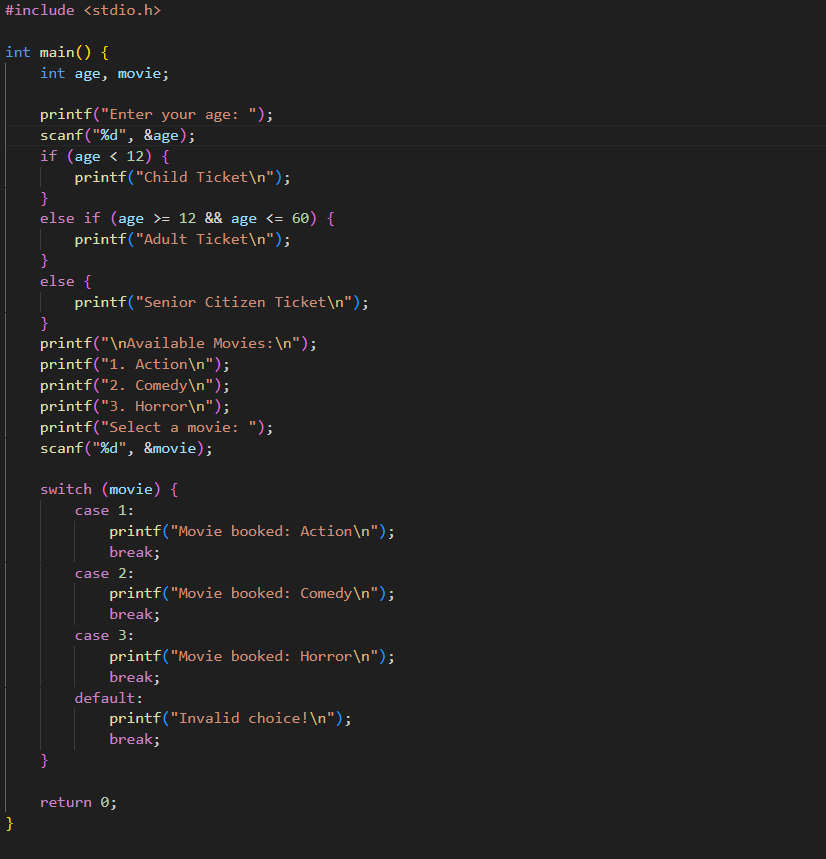 #include <stdio.h>

int main() {
    int age, movie;

    printf("Enter your age: ");
    scanf("%d", &age);
    if (age < 12) {
        printf("Child Ticket\n");
    }
    else if (age >= 12 && age <= 60) {
        printf("Adult Ticket\n");
    }
    else {
        printf("Senior Citizen Ticket\n");
    }
    printf("\nAvailable Movies:\n");
    printf("1. Action\n");
    printf("2. Comedy\n");
    printf("3. Horror\n");
    printf("Select a movie: ");
    scanf("%d", &movie);

    switch (movie) {
        case 1:
            printf("Movie booked: Action\n");
            break;
        case 2:
            printf("Movie booked: Comedy\n");
            break;
        case 3:
            printf("Movie booked: Horror\n");
            break;
        default:
            printf("Invalid choice!\n");
            break;
    }

    return 0;
}